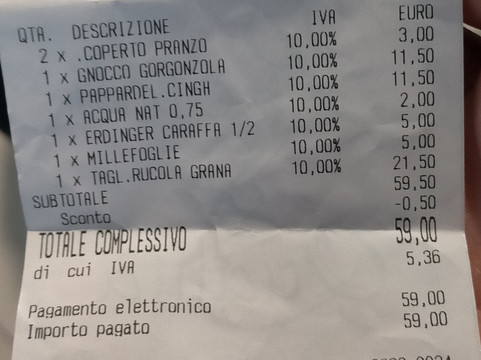 QTA. DESCRIZIONE IVA EURO
2 x .COPERTO PRANZO 10,00% 3,00
1 x GNOCCO GORGONZOLA 10,00% 11,50
1 x PAPPARDEL.CINGH 10,00% 11,50
1 x ACQUA NAT 0,75 10,00% 2,00
1 x ERDINGER CARAFFA 1/2 10,00% 5,00
1 x MILLEFOGLIE 10,00% 5,00
1 x TAGL.RUCOLA GRANA 10,00% 21,50
SUBTOTALE 59,50
Sconto -0,50
TOTALE COMPLESSIVO 59,00
di cui IVA 5,36
Pagamento elettronico 59,00
Importo pagato 59,00